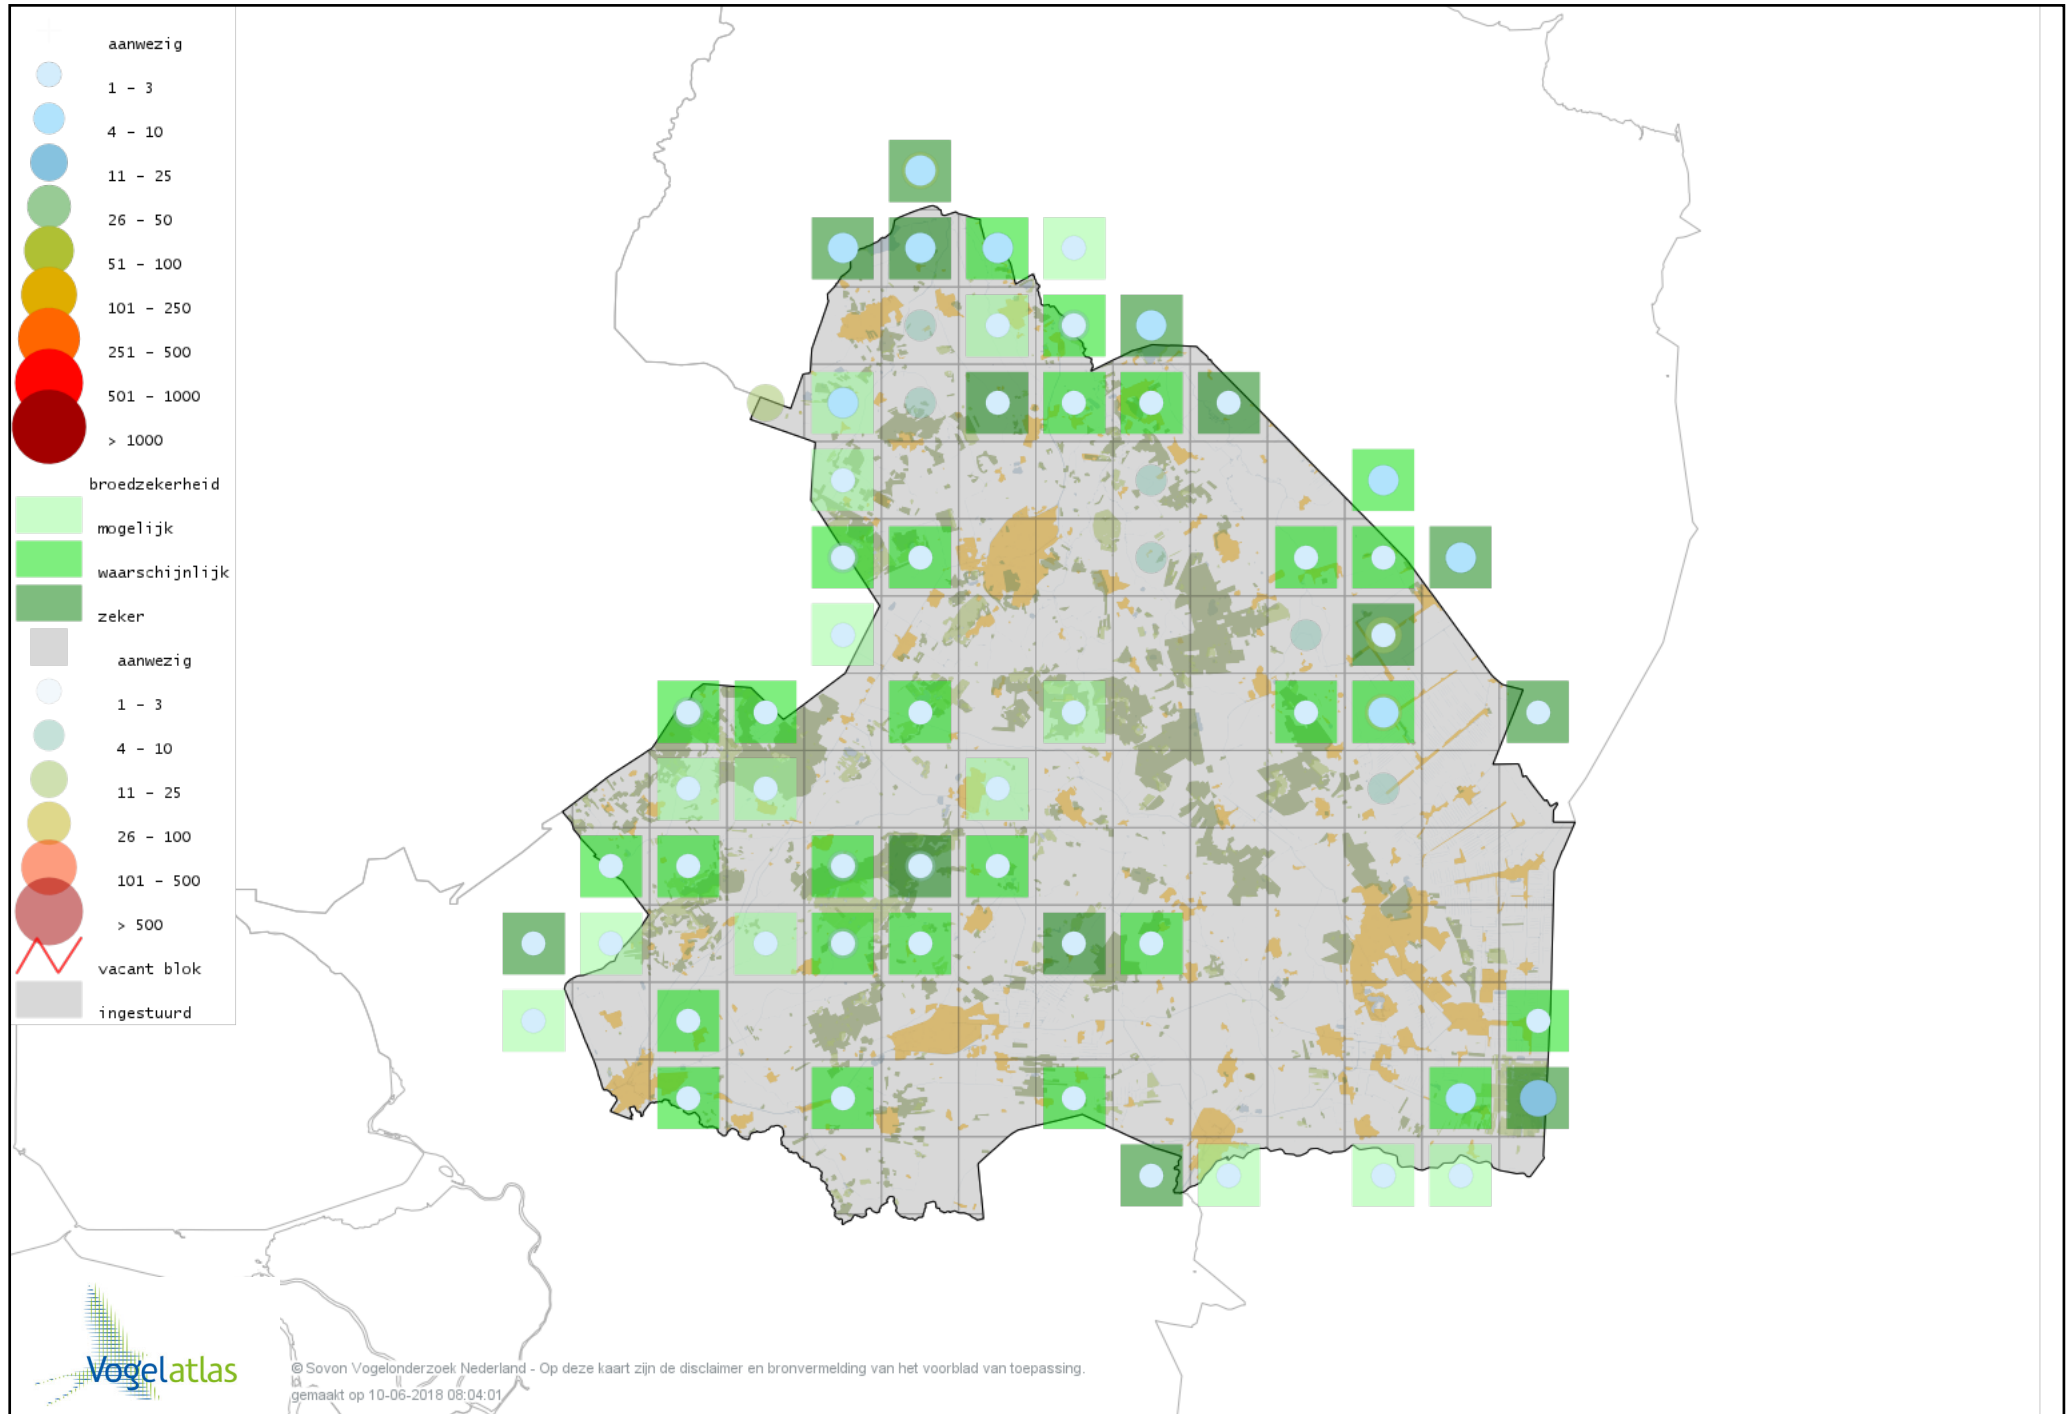 aanwezig
1 – 3
4 – 10
11 – 25
26 – 50
51 – 100
101 – 250
251 – 500
501 – 1000
> 1000
broedzekerheid
mogelijk
waarschijnlijk
zeker
aanwezig
1 – 3
4 – 10
11 – 25
26 – 100
101 – 500
> 500
vacant blok
ingestuurd
Vogelatlas
© Sovon Vogelonderzoek Nederland - Op deze kaart zijn de disclaimer en bronvermelding van het voorblad van toepassing.
gemaakt op 10-06-2018 08:04:01